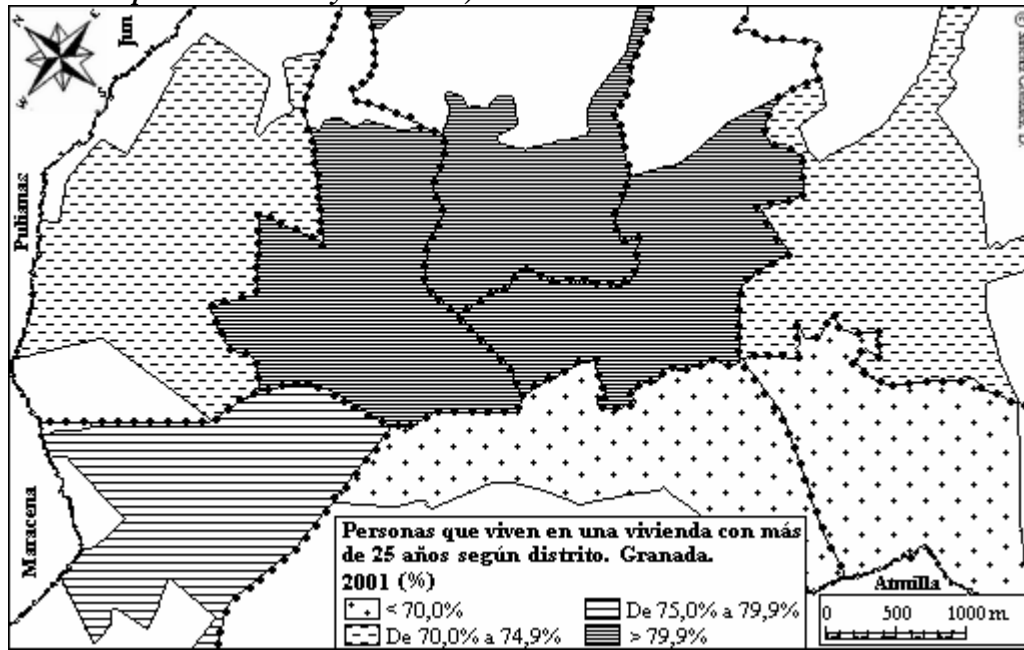 N
E
W
S
Jun
Pulianas
Maracena
Personas que viven en una vivienda con más
de 25 años según distrito. Granada.
2001 (%)
< 70,0%
De 70,0% a 74,9%
De 75,0% a 79,9%
> 79,9%
Atmilla
0 500 1000 m.